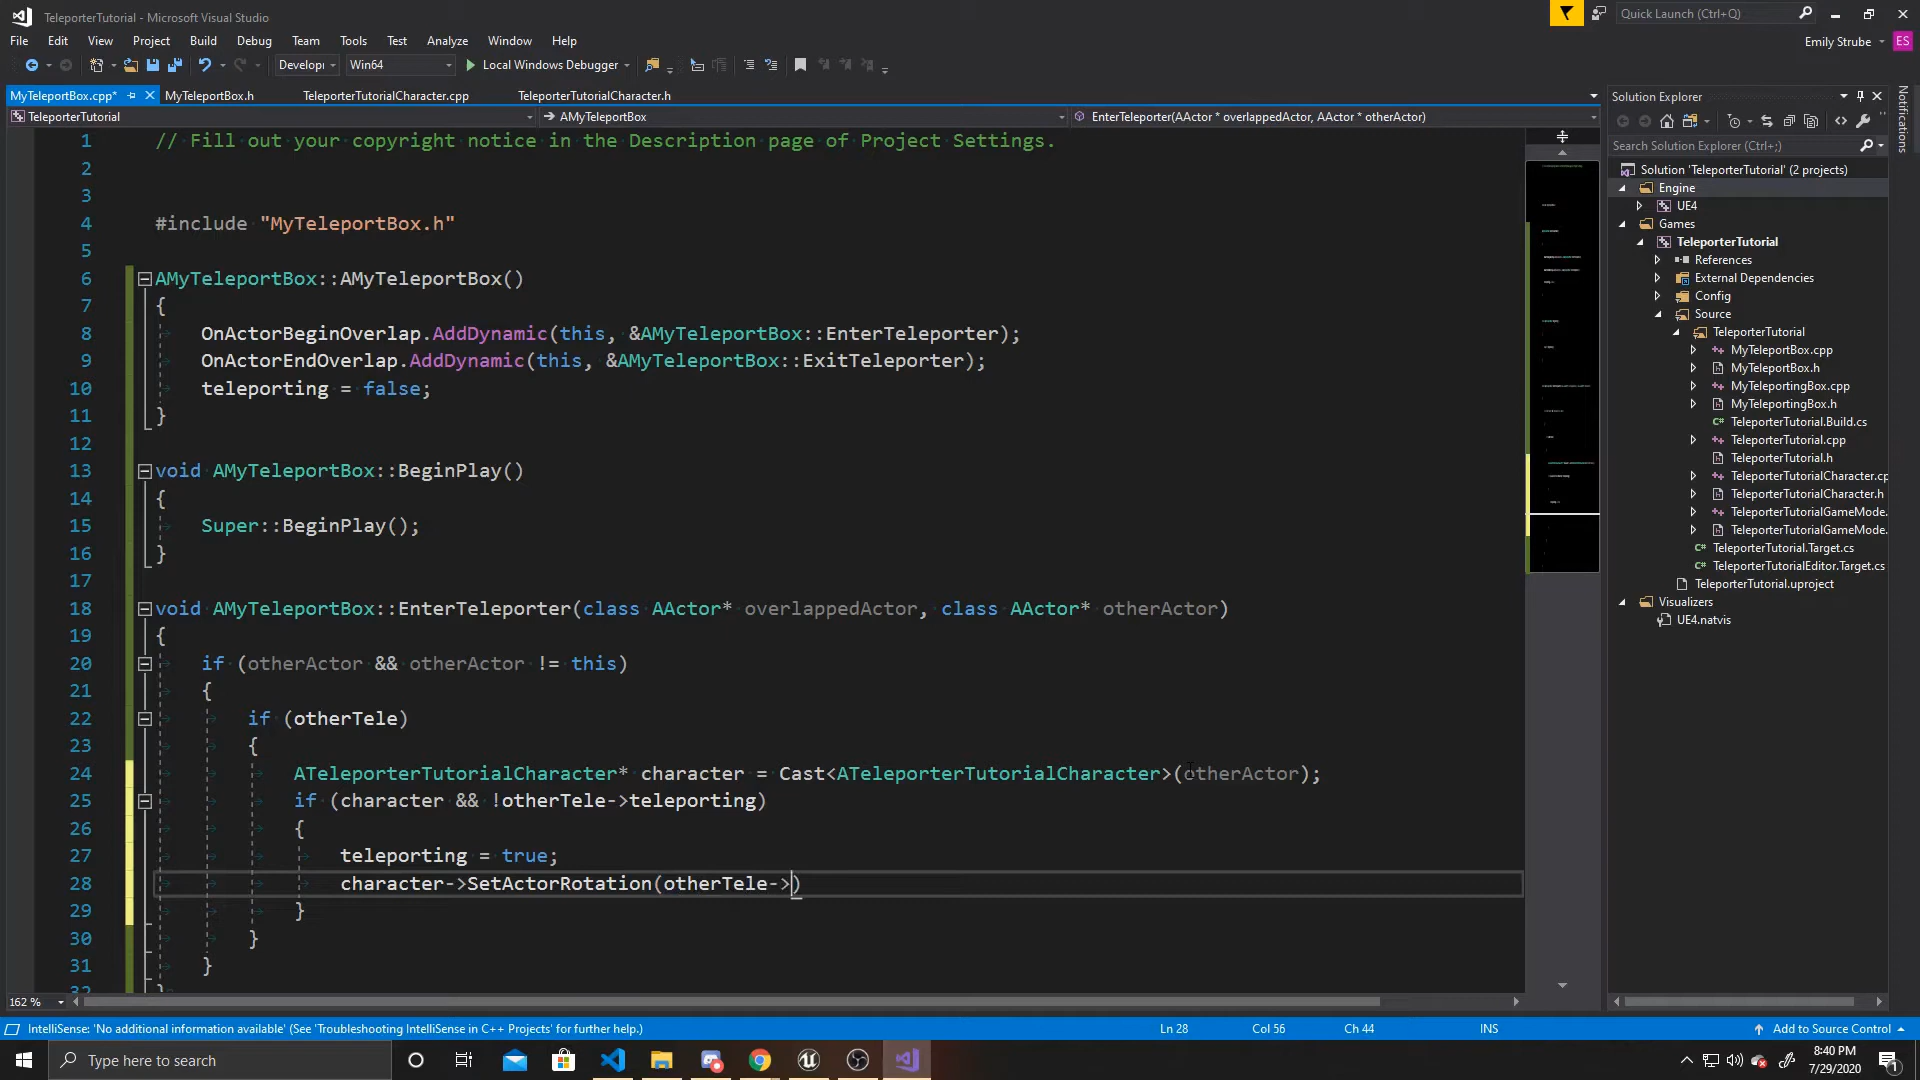 TeleporterTutorial - Microsoft Visual Studio
Quick Launch (Ctrl+Q)
File Edit View Project Build Debug Team Tools Test Analyze Window Help
Emily Strube ES
Developi Win64 Local Windows Debugger
MyTeleportBox.cpp* MyTeleportBox.h TeleporterTutorialCharacter.cpp TeleporterTutorialCharacter.h
TeleporterTutorial AMyTeleportBox EnterTeleporter(AActor * overlappedActor, AActor * otherActor)
1 // Fill out your copyright notice in the Description page of Project Settings.
2
3
4 #include "MyTeleportBox.h"
5
6 AMyTeleportBox::AMyTeleportBox()
7 {
8 OnActorBeginOverlap.AddDynamic(this, &AMyTeleportBox::EnterTeleporter);
9 OnActorEndOverlap.AddDynamic(this, &AMyTeleportBox::ExitTeleporter);
10 teleporting = false;
11 }
12
13 void AMyTeleportBox::BeginPlay()
14 {
15 Super::BeginPlay();
16 }
17
18 void AMyTeleportBox::EnterTeleporter(class AActor* overlappedActor, class AActor* otherActor)
19 {
20 if (otherActor && otherActor != this)
21 {
22 if (otherTele)
23 {
24 ATeleporterTutorialCharacter* character = Cast<ATeleporterTutorialCharacter>(otherActor);
25 if (character && !otherTele->teleporting)
26 {
27 teleporting = true;
28 character->SetActorRotation(otherTele->)
29 }
30 }
31 }
32 }
162 %
Solution Explorer
Notifications
Search Solution Explorer (Ctrl+;)
Solution 'TeleporterTutorial' (2 projects)
Engine
UE4
Games
TeleporterTutorial
References
External Dependencies
Config
Source
TeleporterTutorial
MyTeleportBox.cpp
MyTeleportBox.h
MyTeleportingBox.cpp
MyTeleportingBox.h
TeleporterTutorial.Build.cs
TeleporterTutorial.cpp
TeleporterTutorial.h
TeleporterTutorialCharacter.cp
TeleporterTutorialCharacter.h
TeleporterTutorialGameMode.
TeleporterTutorialGameMode.
TeleporterTutorial.Target.cs
TeleporterTutorialEditor.Target.cs
TeleporterTutorial.uproject
Visualizers
UE4.natvis
IntelliSense: 'No additional information available' (See 'Troubleshooting IntelliSense in C++ Projects' for further help.) Ln 28 Col 56 Ch 44 INS Add to Source Control
Type here to search
8:40 PM
7/29/2020
1